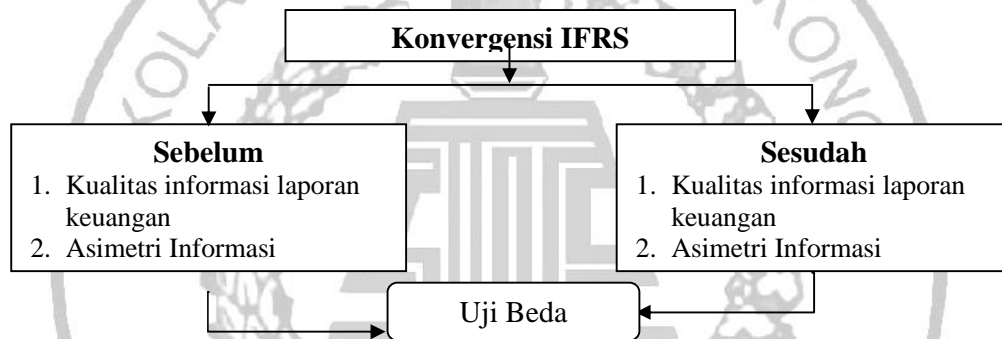 Konvergensi IFRS
Sebelum
1. Kualitas informasi laporan
keuangan
2. Asimetri Informasi
Sesudah
1. Kualitas informasi laporan
keuangan
2. Asimetri Informasi
Uji Beda